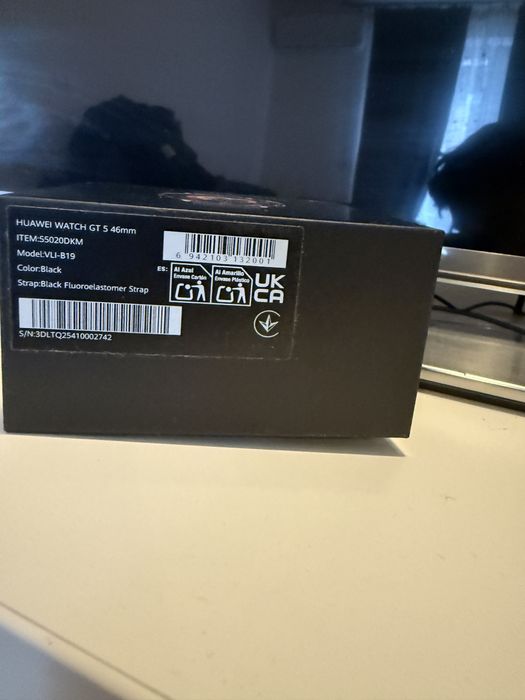 HUAWEI WATCH GT 5 46mm
ITEM:55020DKM
Model:VLI-B19
Color:Black
Strap:Black Fluoroelastomer Strap
S/N:3DLTQ25410002742
6 942103 132001
ES:
Al Azul
Envase Cartón
Al Amarillo
Envase Plástico
UK
CA